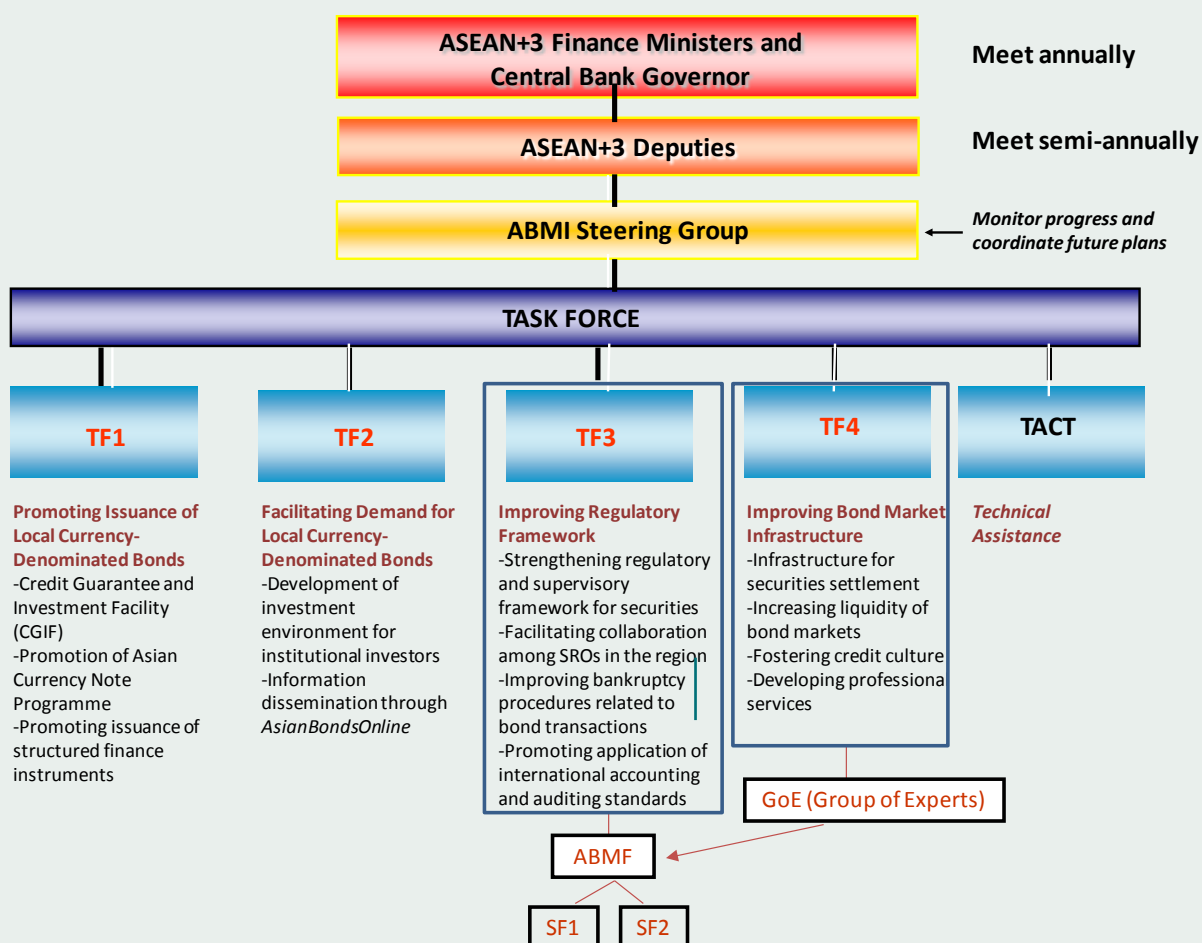 ASEAN+3 Finance Ministers and
Central Bank Governor
Meet annually
ASEAN+3 Deputies
Meet semi-annually
ABMI Steering Group
Monitor progress and
coordinate future plans
TASK FORCE
TF1
TF2
TF3
TF4
TACT
Promoting Issuance of
Local Currency-
Denominated Bonds
-Credit Guarantee and
Investment Facility
(CGIF)
-Promotion of Asian
Currency Note
Programme
-Promoting issuance of
structured finance
instruments
Facilitating Demand for
Local Currency-
Denominated Bonds
-Development of
investment
environment for
institutional investors
-Information
dissemination through
AsianBondsOnline
Improving Regulatory
Framework
-Strengthening regulatory
and supervisory
framework for securities
-Facilitating collaboration
among SROs in the region
-Improving bankruptcy
procedures related to
bond transactions
-Promoting application of
international accounting
and auditing standards
Improving Bond Market
Infrastructure
-Infrastructure for
securities settlement
-Increasing liquidity of
bond markets
-Fostering credit culture
-Developing professiona
services
Technical
Assistance
GoE (Group of Experts)
ABMF
SF1
SF2